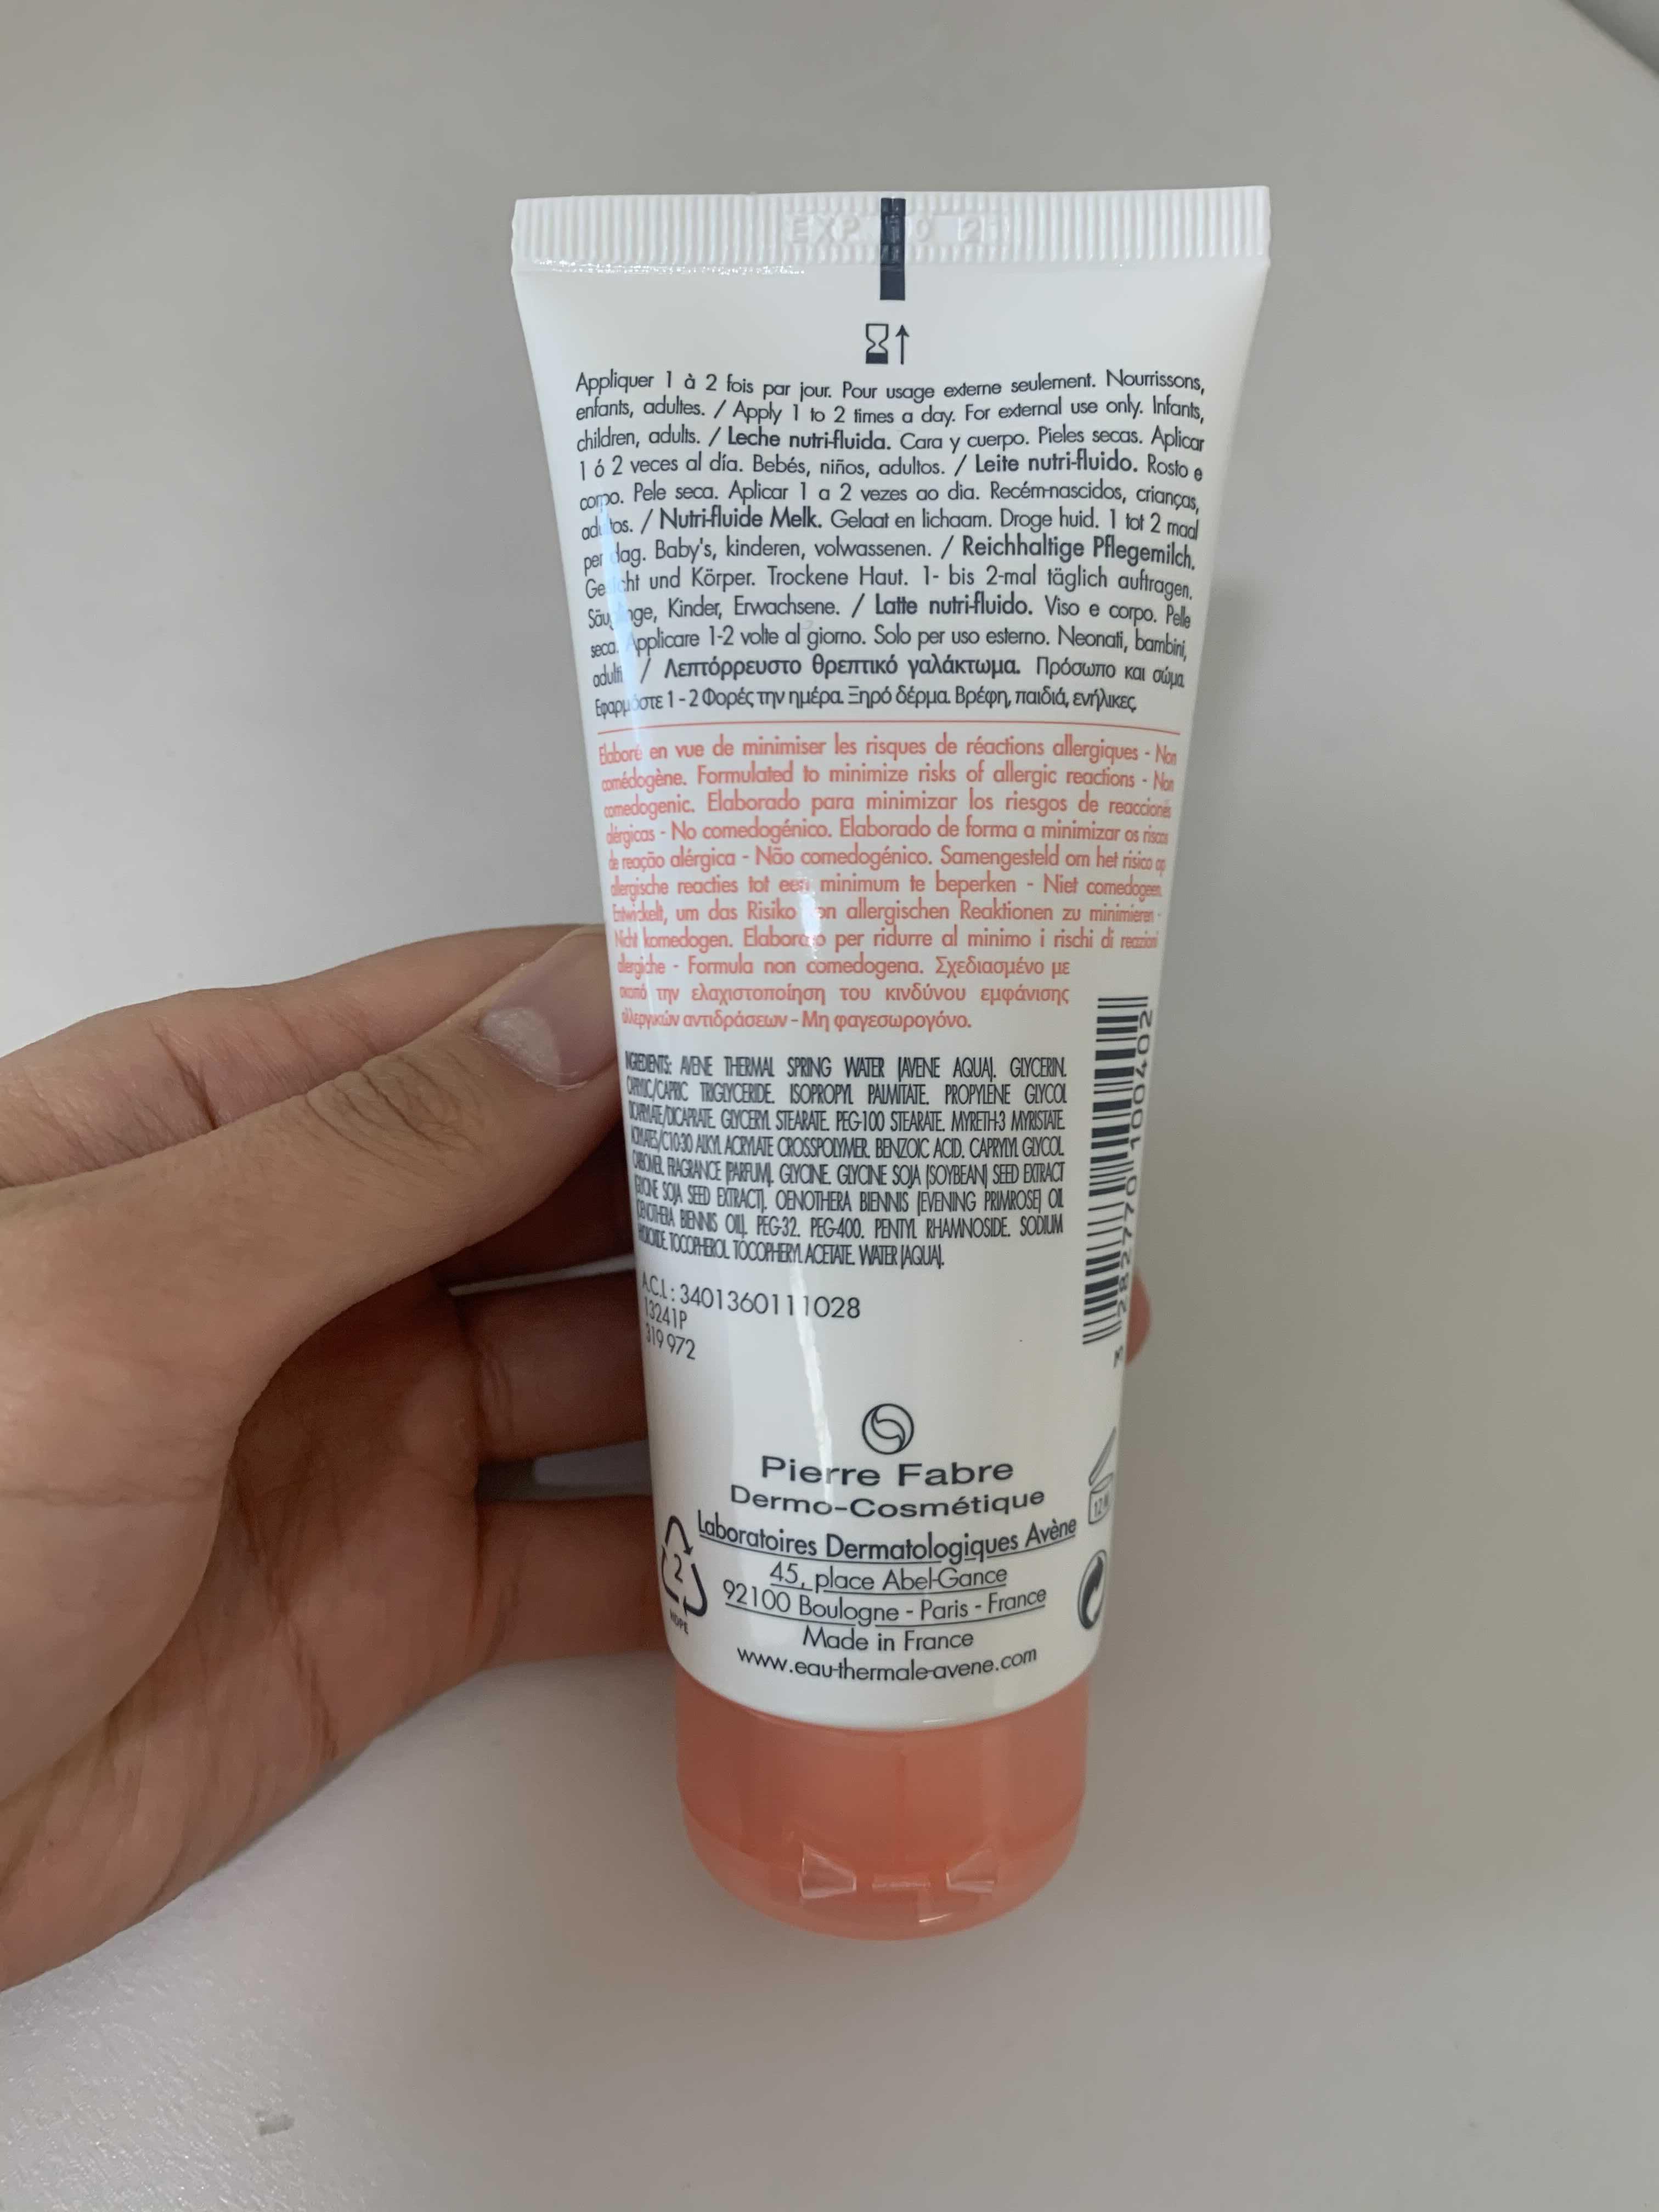 EXP
Appliquer 1 à 2 fois par jour. Pour usage externe seulement. Nourrissons,
enfants, adultes. / Apply 1 to 2 times a day. For external use only. Infants,
children, adults. / Leche nutri-fluida. Cara y cuerpo. Pieles secas. Aplicar
1 ó 2 veces al día. Bebés, niños, adultos. / Leite nutri-fluido. Rosto e
corpo. Pele seca. Aplicar 1 a 2 vezes ao dia. Recém-nascidos, crianças,
adultos. / Nutri-fluide Melk. Gelaat en lichaam. Droge huid. 1 tot 2 maal
per dag. Baby's, kinderen, volwassenen. / Reichhaltige Pflegemilch.
Gesicht und Körper. Trockene Haut. 1- bis 2-mal täglich auftragen.
Säuglinge, Kinder, Erwachsene. / Latte nutri-fluido. Viso e corpo. Pelle
seca. Applicare 1-2 volte al giorno. Solo per uso esterno. Neonati, bambini,
adulti / Λεπτόρρευστο θρεπτικό γαλάκτωμα. Πρόσωπο και σώμα.
Εφαρμόστε 1 - 2 Φορές την ημέρα. Ξηρό δέρμα. Βρέφη, παιδιά, ενήλικες.
Elaboré en vue de minimiser les risques de réactions allergiques - Non
comédogène. Formulated to minimize risks of allergic reactions - Non
comedogenic. Elaborado para minimizar los riesgos de reacciones
alérgicas - No comedogénico. Elaborado de forma a minimizar os riscos
de reação alérgica - Não comedogénico. Samengesteld om het risico op
allergische reacties tot een minimum te beperken - Niet comedogeen.
Entwickelt, um das Risiko von allergischen Reaktionen zu minimieren -
Nicht komedogen. Elaborato per ridurre al minimo i rischi di reazioni
allergiche - Formula non comedogena. Σχεδιασμένο με
σκοπό την ελαχιστοποίηση του κινδύνου εμφάνισης
αλλεργικών αντιδράσεων - Μη φαγεσωρογόνο.
INGREDIENTS: AVENE THERMAL SPRING WATER (AVENE AQUA). GLYCERIN.
CAPRYLIC/CAPRIC TRIGLYCERIDE. ISOPROPYL PALMITATE. PROPYLENE GLYCOL
DICAPRYLATE/DICAPRATE. GLYCERYL STEARATE. PEG-100 STEARATE. MYRETH-3 MYRISTATE.
ACRYLATES/C10-30 ALKYL ACRYLATE CROSSPOLYMER. BENZOIC ACID. CAPRYLYL GLYCOL.
CARBOMER. FRAGRANCE (PARFUM). GLYCINE. GLYCINE SOJA (SOYBEAN) SEED EXTRACT
(GLYCINE SOJA SEED EXTRACT). OENOTHERA BIENNIS (EVENING PRIMROSE) OIL
(OENOTHERA BIENNIS OIL). PEG-32. PEG-400. PENTYL RHAMNOSIDE. SODIUM
HYDROXIDE. TOCOPHEROL. TOCOPHERYL ACETATE. WATER (AQUA).
A.C.L : 3401360111028
13241P
319 972
3 282770 100402
Pierre Fabre
Dermo-Cosmétique
12 M
Laboratoires Dermatologiques Avène
45, place Abel-Gance
92100 Boulogne - Paris - France
Made in France
www.eau-thermale-avene.com
2
HDPE